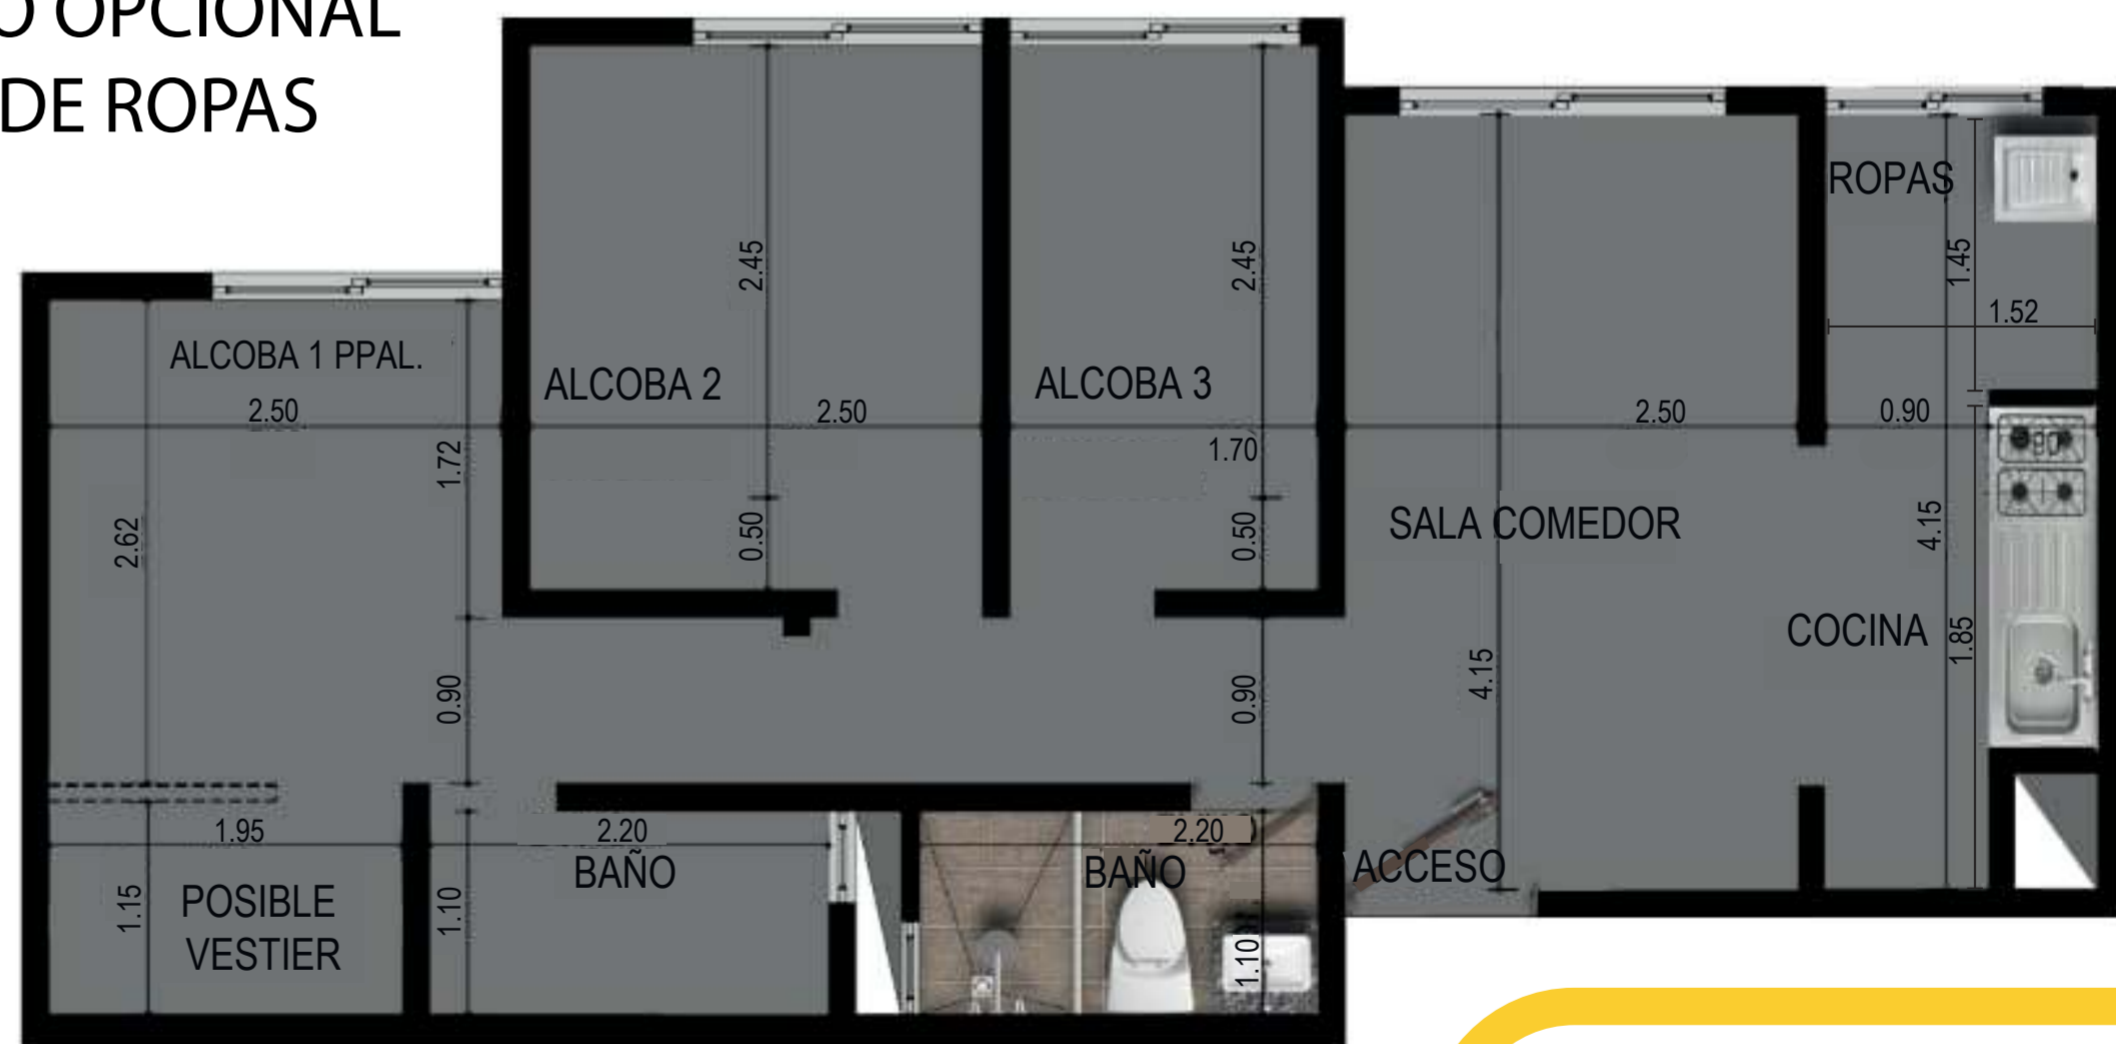 O OPCIONAL
DE ROPAS
ROPAS
2.45
2.45
1.45
1.52
ALCOBA 1 PPAL.
ALCOBA 2
ALCOBA 3
2.50
2.50
2.50
0.90
1.70
1.72
2.62
0.50
0.50
SALA COMEDOR
4.15
COCINA
1.85
4.15
0.90
0.90
1.95
2.20
2.20
BAÑO
BAÑO
ACCESO
1.15
POSIBLE
VESTIER
1.10
1.10